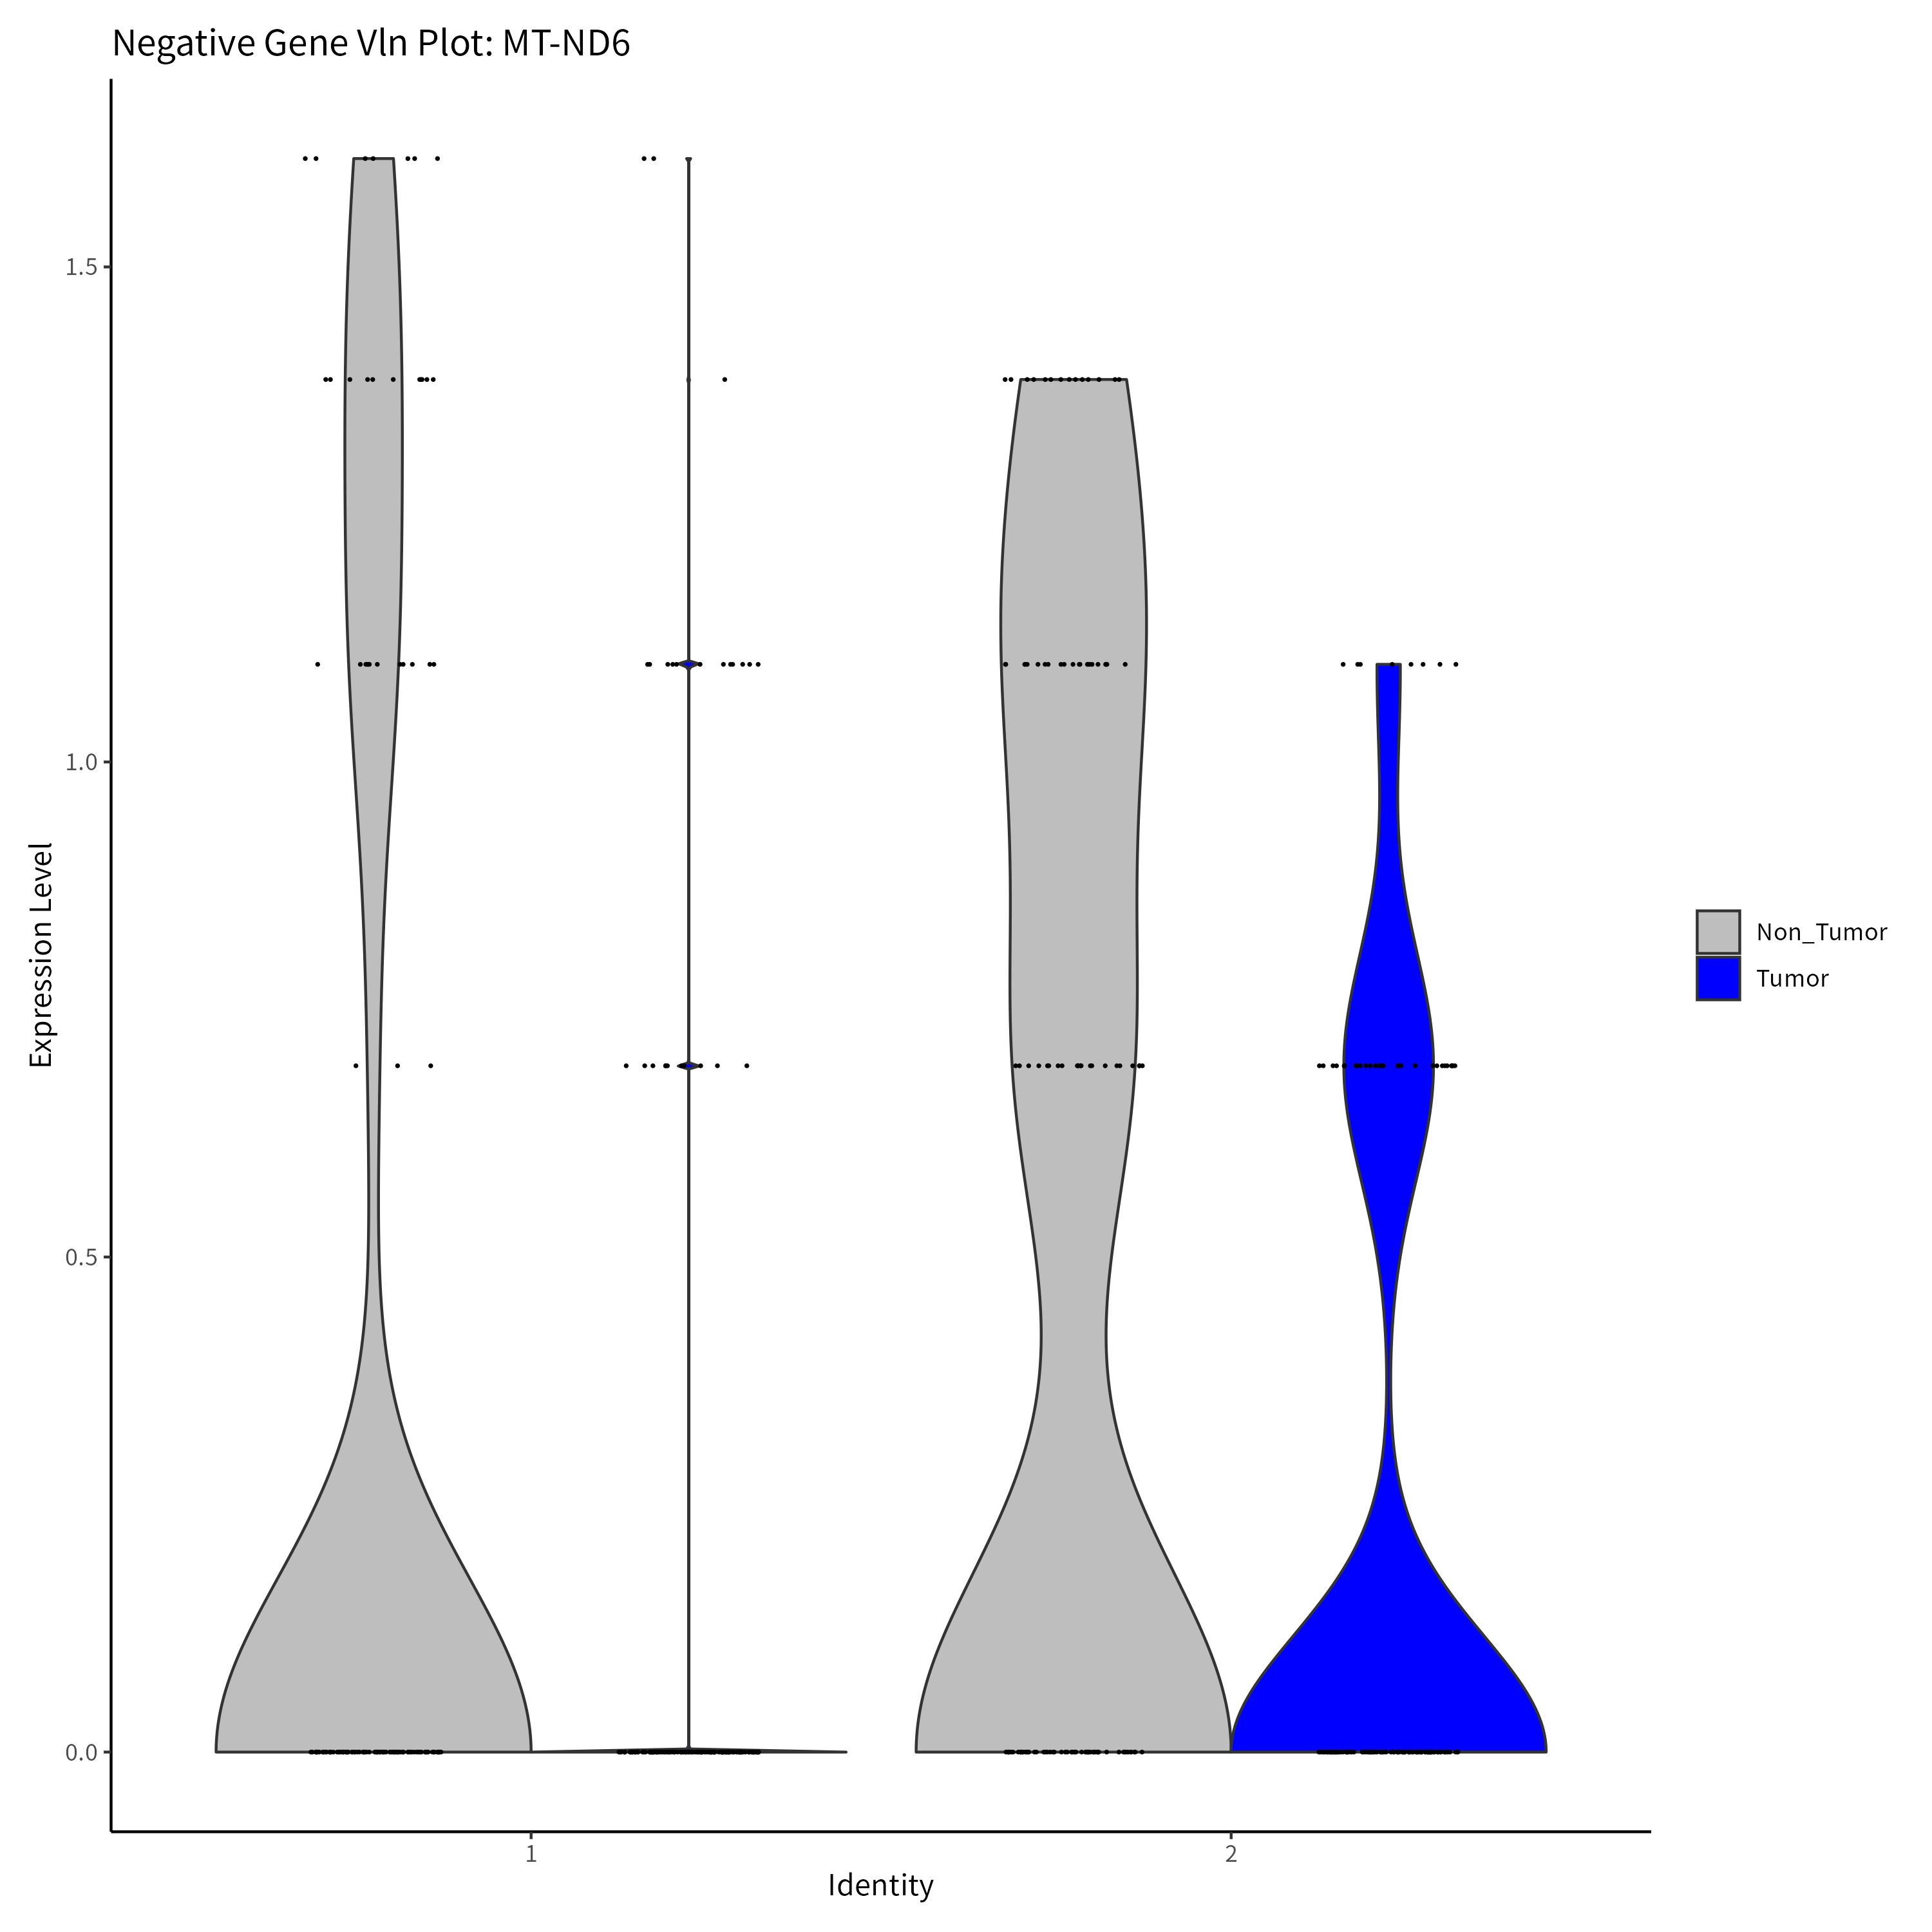 Negative Gene Vln Plot: MT-ND6
Expression Level
1.5
1.0
0.5
0.0
1
2
Identity
Non_Tumor
Tumor